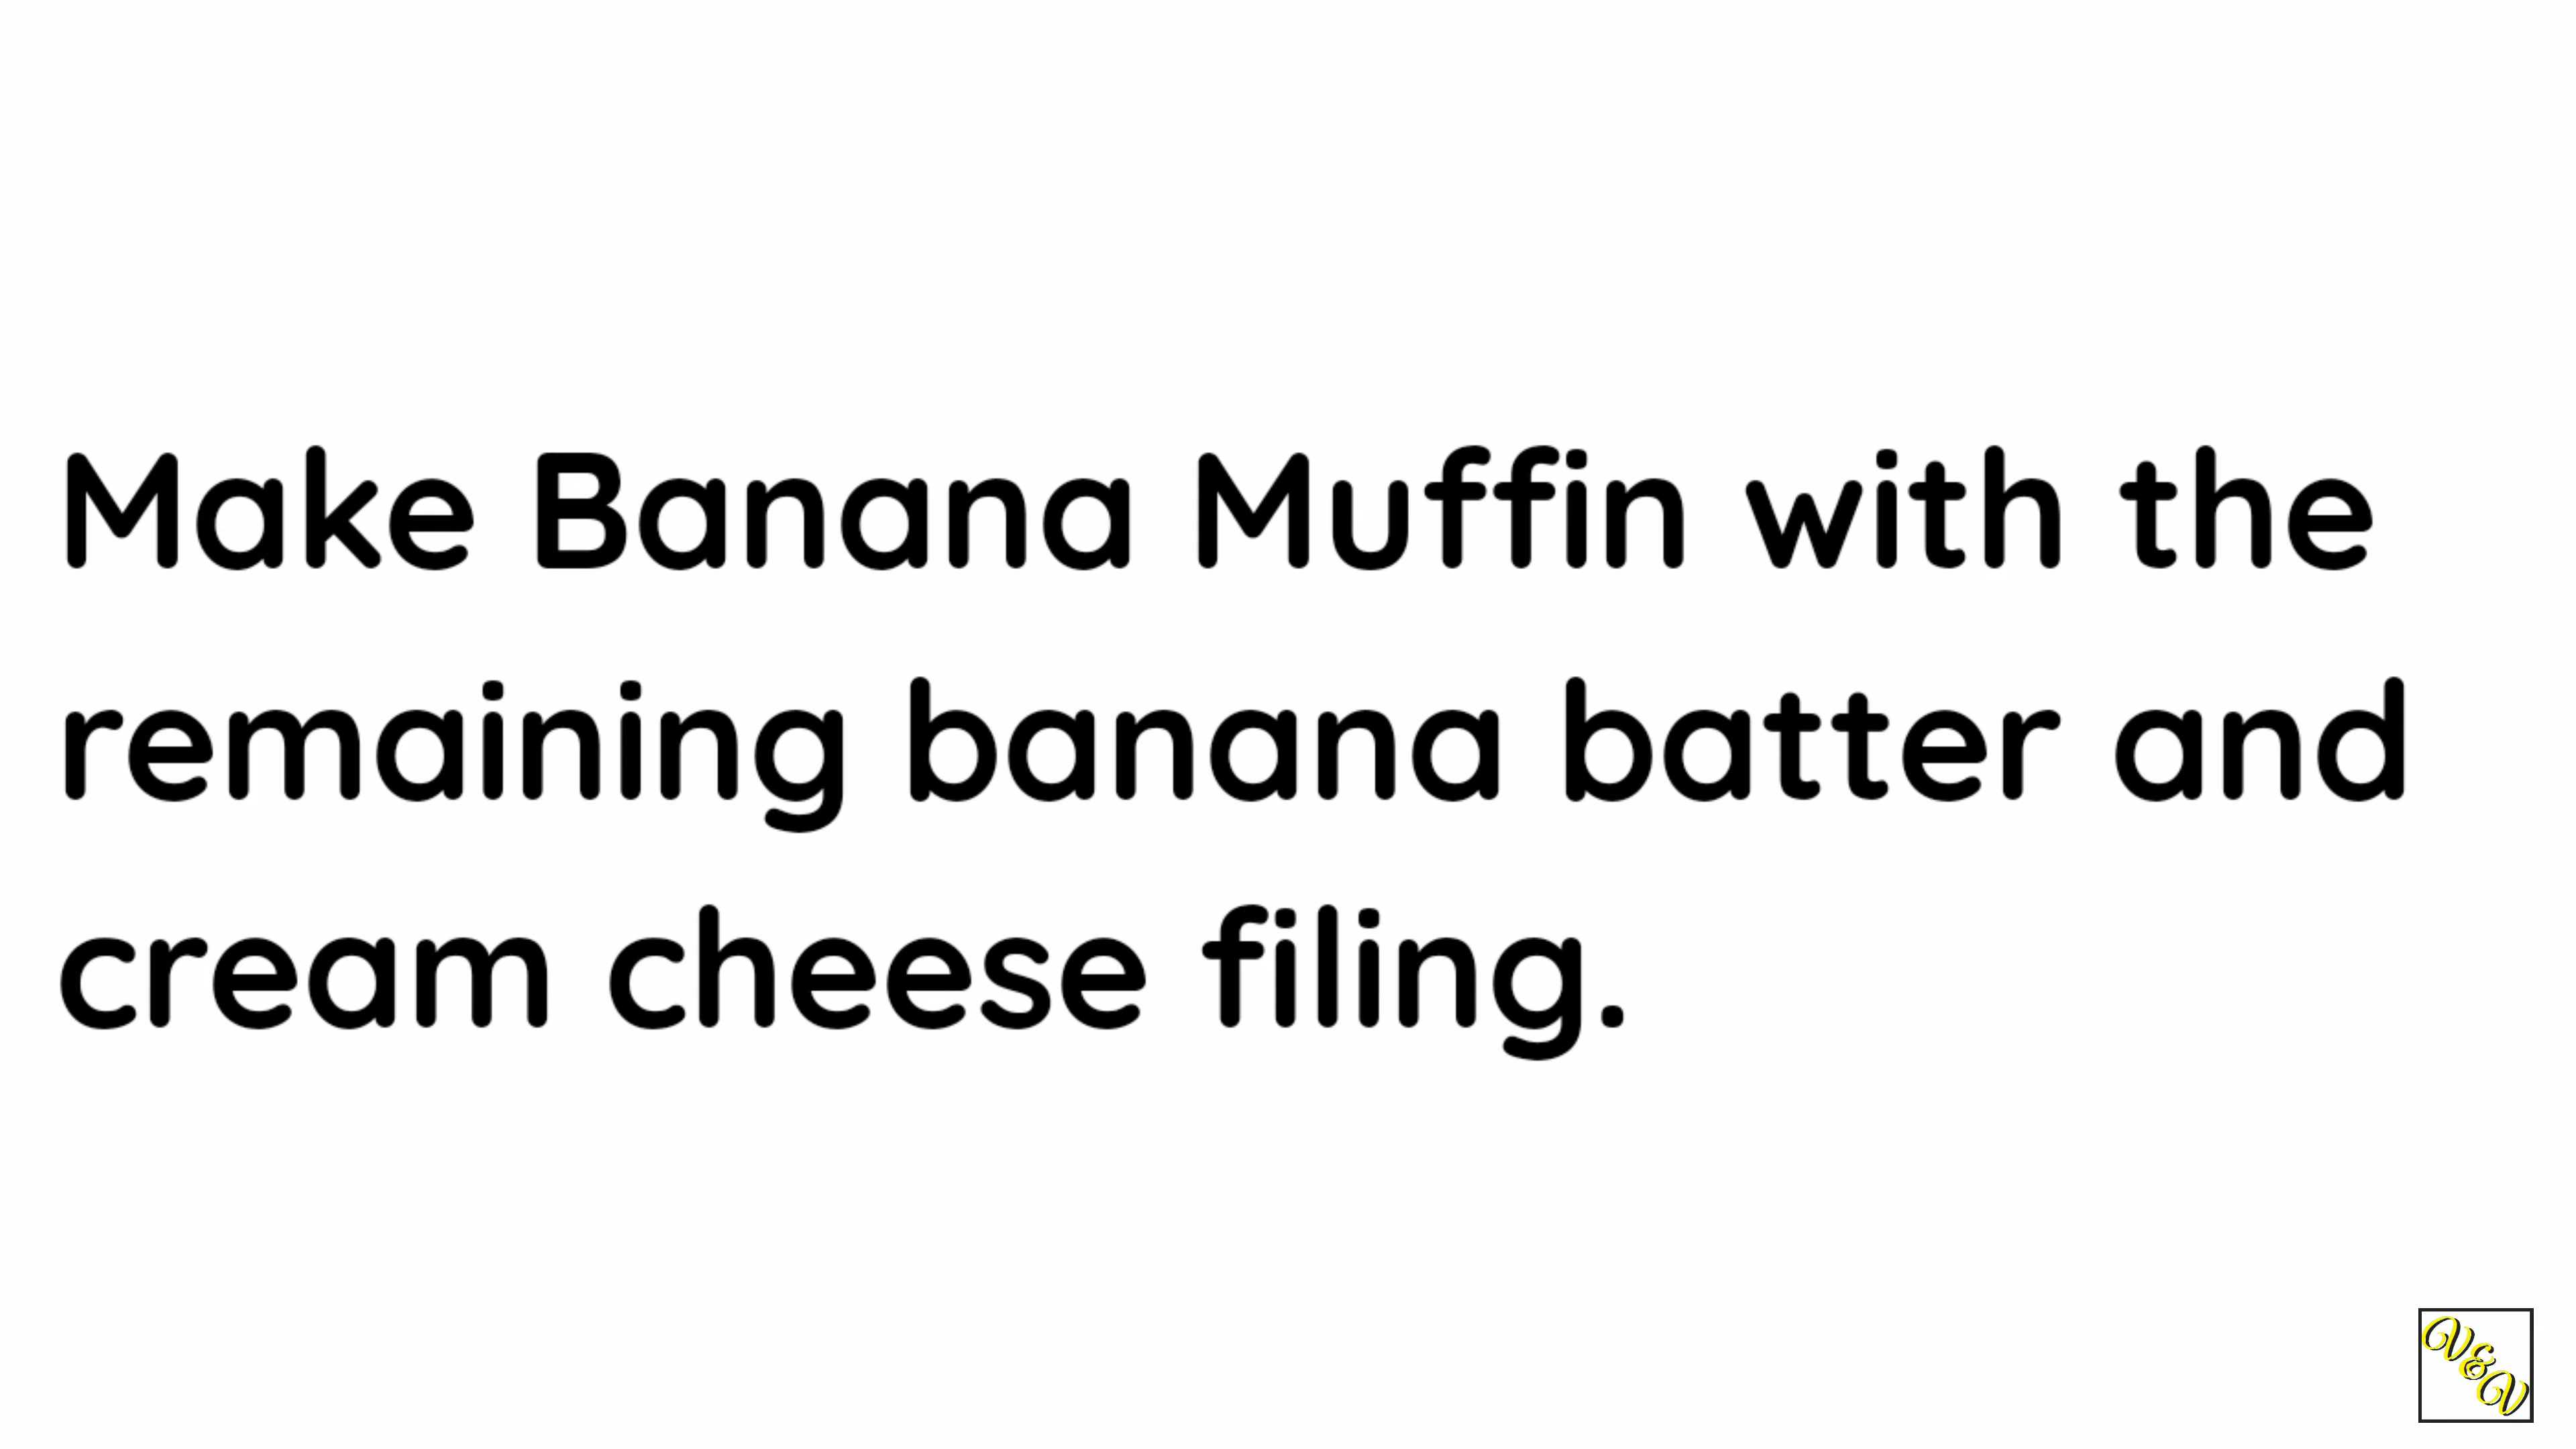 Make Banana Muffin with the
remaining banana batter and
cream cheese filing.
V&V